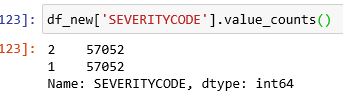 123]: df_new['SEVERITYCODE'].value_counts()
123]: 2    57052
1    57052
Name: SEVERITYCODE, dtype: int64